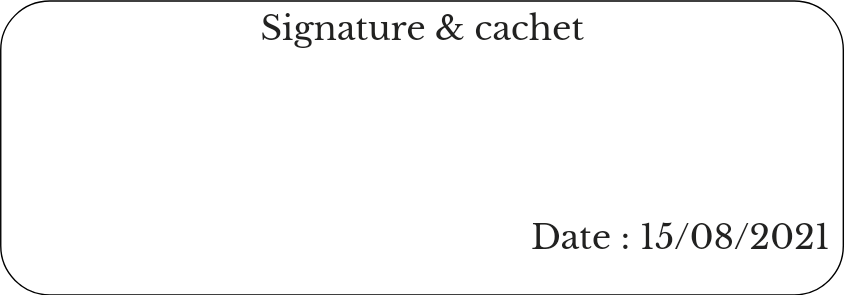 Signature & cachet
Date : 15/08/2021